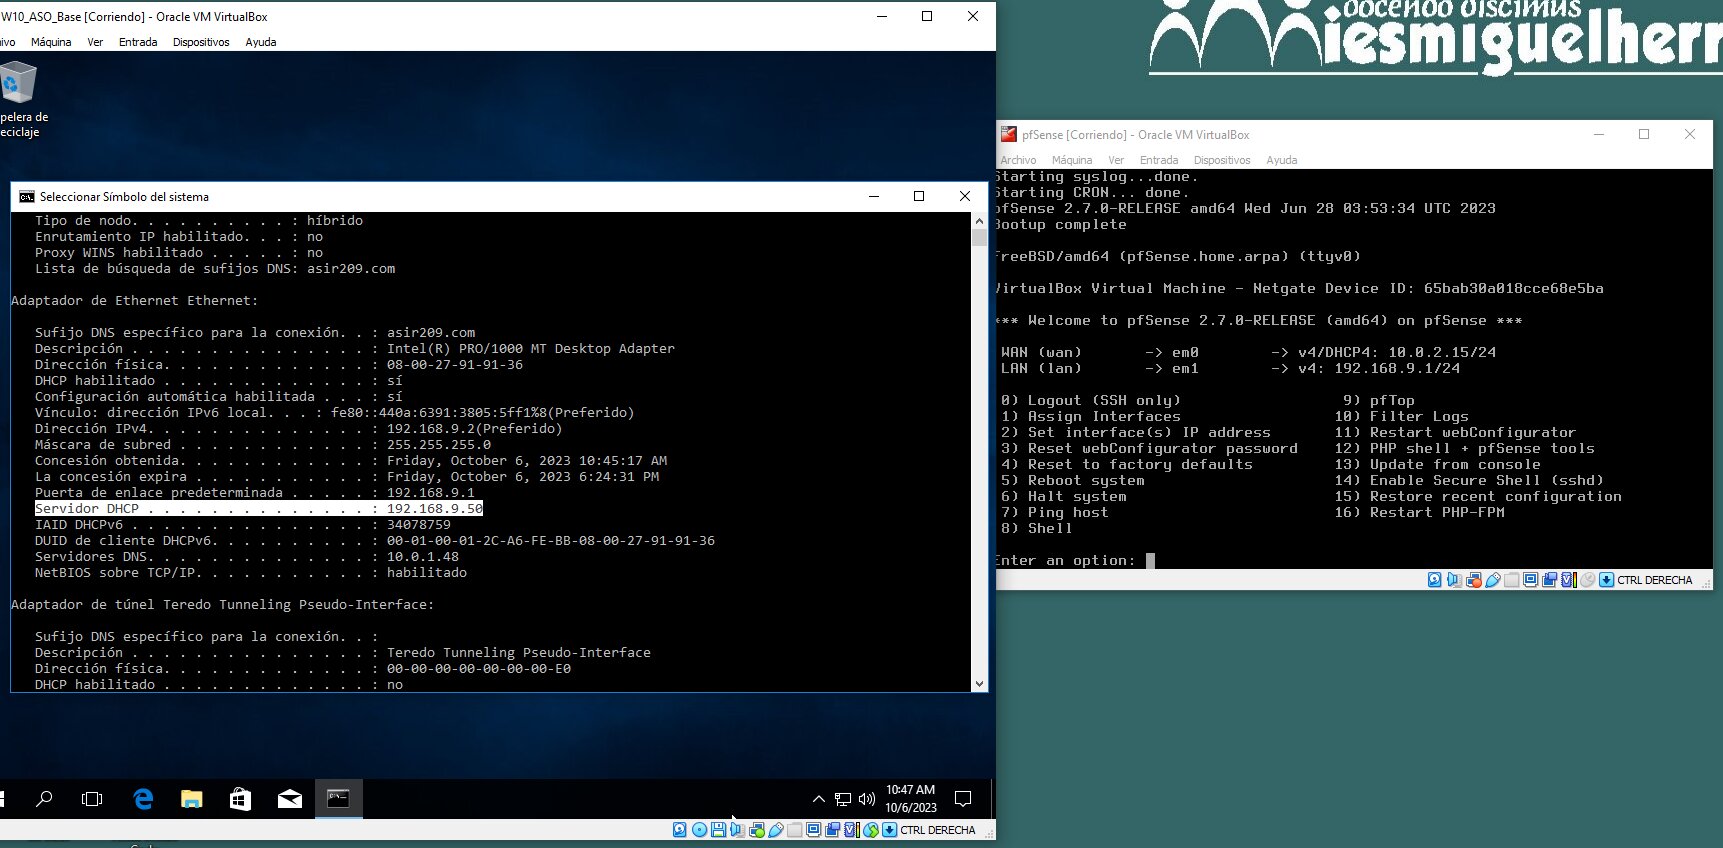 W10_ASO_Base [Corriendo] - Oracle VM VirtualBox
ivo Máquina Ver Entrada Dispositivos Ayuda
pelera de
eciclaje
Seleccionar Símbolo del sistema
Tipo de nodo. . . . . . . . . . : híbrido
Enrutamiento IP habilitado. . . : no
Proxy WINS habilitado . . . . . : no
Lista de búsqueda de sufijos DNS: asir209.com
Adaptador de Ethernet Ethernet:
Sufijo DNS específico para la conexión. . : asir209.com
Descripción . . . . . . . . . . . . . . . : Intel(R) PRO/1000 MT Desktop Adapter
Dirección física. . . . . . . . . . . . . : 08-00-27-91-91-36
DHCP habilitado . . . . . . . . . . . . . : sí
Configuración automática habilitada . . . : sí
Vínculo: dirección IPv6 local. . . : fe80::440a:6391:3805:5ff1%8(Preferido)
Dirección IPv4. . . . . . . . . . . . . . : 192.168.9.2(Preferido)
Máscara de subred . . . . . . . . . . . . : 255.255.255.0
Concesión obtenida. . . . . . . . . . . . : Friday, October 6, 2023 10:45:17 AM
La concesión expira . . . . . . . . . . . : Friday, October 6, 2023 6:24:31 PM
Puerta de enlace predeterminada . . . . . : 192.168.9.1
Servidor DHCP . . . . . . . . . . . . . . : 192.168.9.50
IAID DHCPv6 . . . . . . . . . . . . . . . : 34078759
DUID de cliente DHCPv6. . . . . . . . . . : 00-01-00-01-2C-A6-FE-BB-08-00-27-91-91-36
Servidores DNS. . . . . . . . . . . . . . : 10.0.1.48
NetBIOS sobre TCP/IP. . . . . . . . . . . : habilitado
Adaptador de túnel Teredo Tunneling Pseudo-Interface:
Sufijo DNS específico para la conexión. . :
Descripción . . . . . . . . . . . . . . . : Teredo Tunneling Pseudo-Interface
Dirección física. . . . . . . . . . . . . : 00-00-00-00-00-00-00-E0
DHCP habilitado . . . . . . . . . . . . . : no
10:47 AM
10/6/2023
CTRL DERECHA
docendo discimus
iesmiguelherr
pfSense [Corriendo] - Oracle VM VirtualBox
Archivo Máquina Ver Entrada Dispositivos Ayuda
Starting syslog...done.
Starting CRON... done.
pfSense 2.7.0-RELEASE amd64 Wed Jun 28 03:53:34 UTC 2023
Bootup complete
FreeBSD/amd64 (pfSense.home.arpa) (ttyv0)
VirtualBox Virtual Machine - Netgate Device ID: 65bab30a018cce68e5ba
*** Welcome to pfSense 2.7.0-RELEASE (amd64) on pfSense ***
WAN (wan) -> em0 -> v4/DHCP4: 10.0.2.15/24
LAN (lan) -> em1 -> v4: 192.168.9.1/24
0) Logout (SSH only) 9) pfTop
1) Assign Interfaces 10) Filter Logs
2) Set interface(s) IP address 11) Restart webConfigurator
3) Reset webConfigurator password 12) PHP shell + pfSense tools
4) Reset to factory defaults 13) Update from console
5) Reboot system 14) Enable Secure Shell (sshd)
6) Halt system 15) Restore recent configuration
7) Ping host 16) Restart PHP-FPM
8) Shell
Enter an option:
CTRL DERECHA